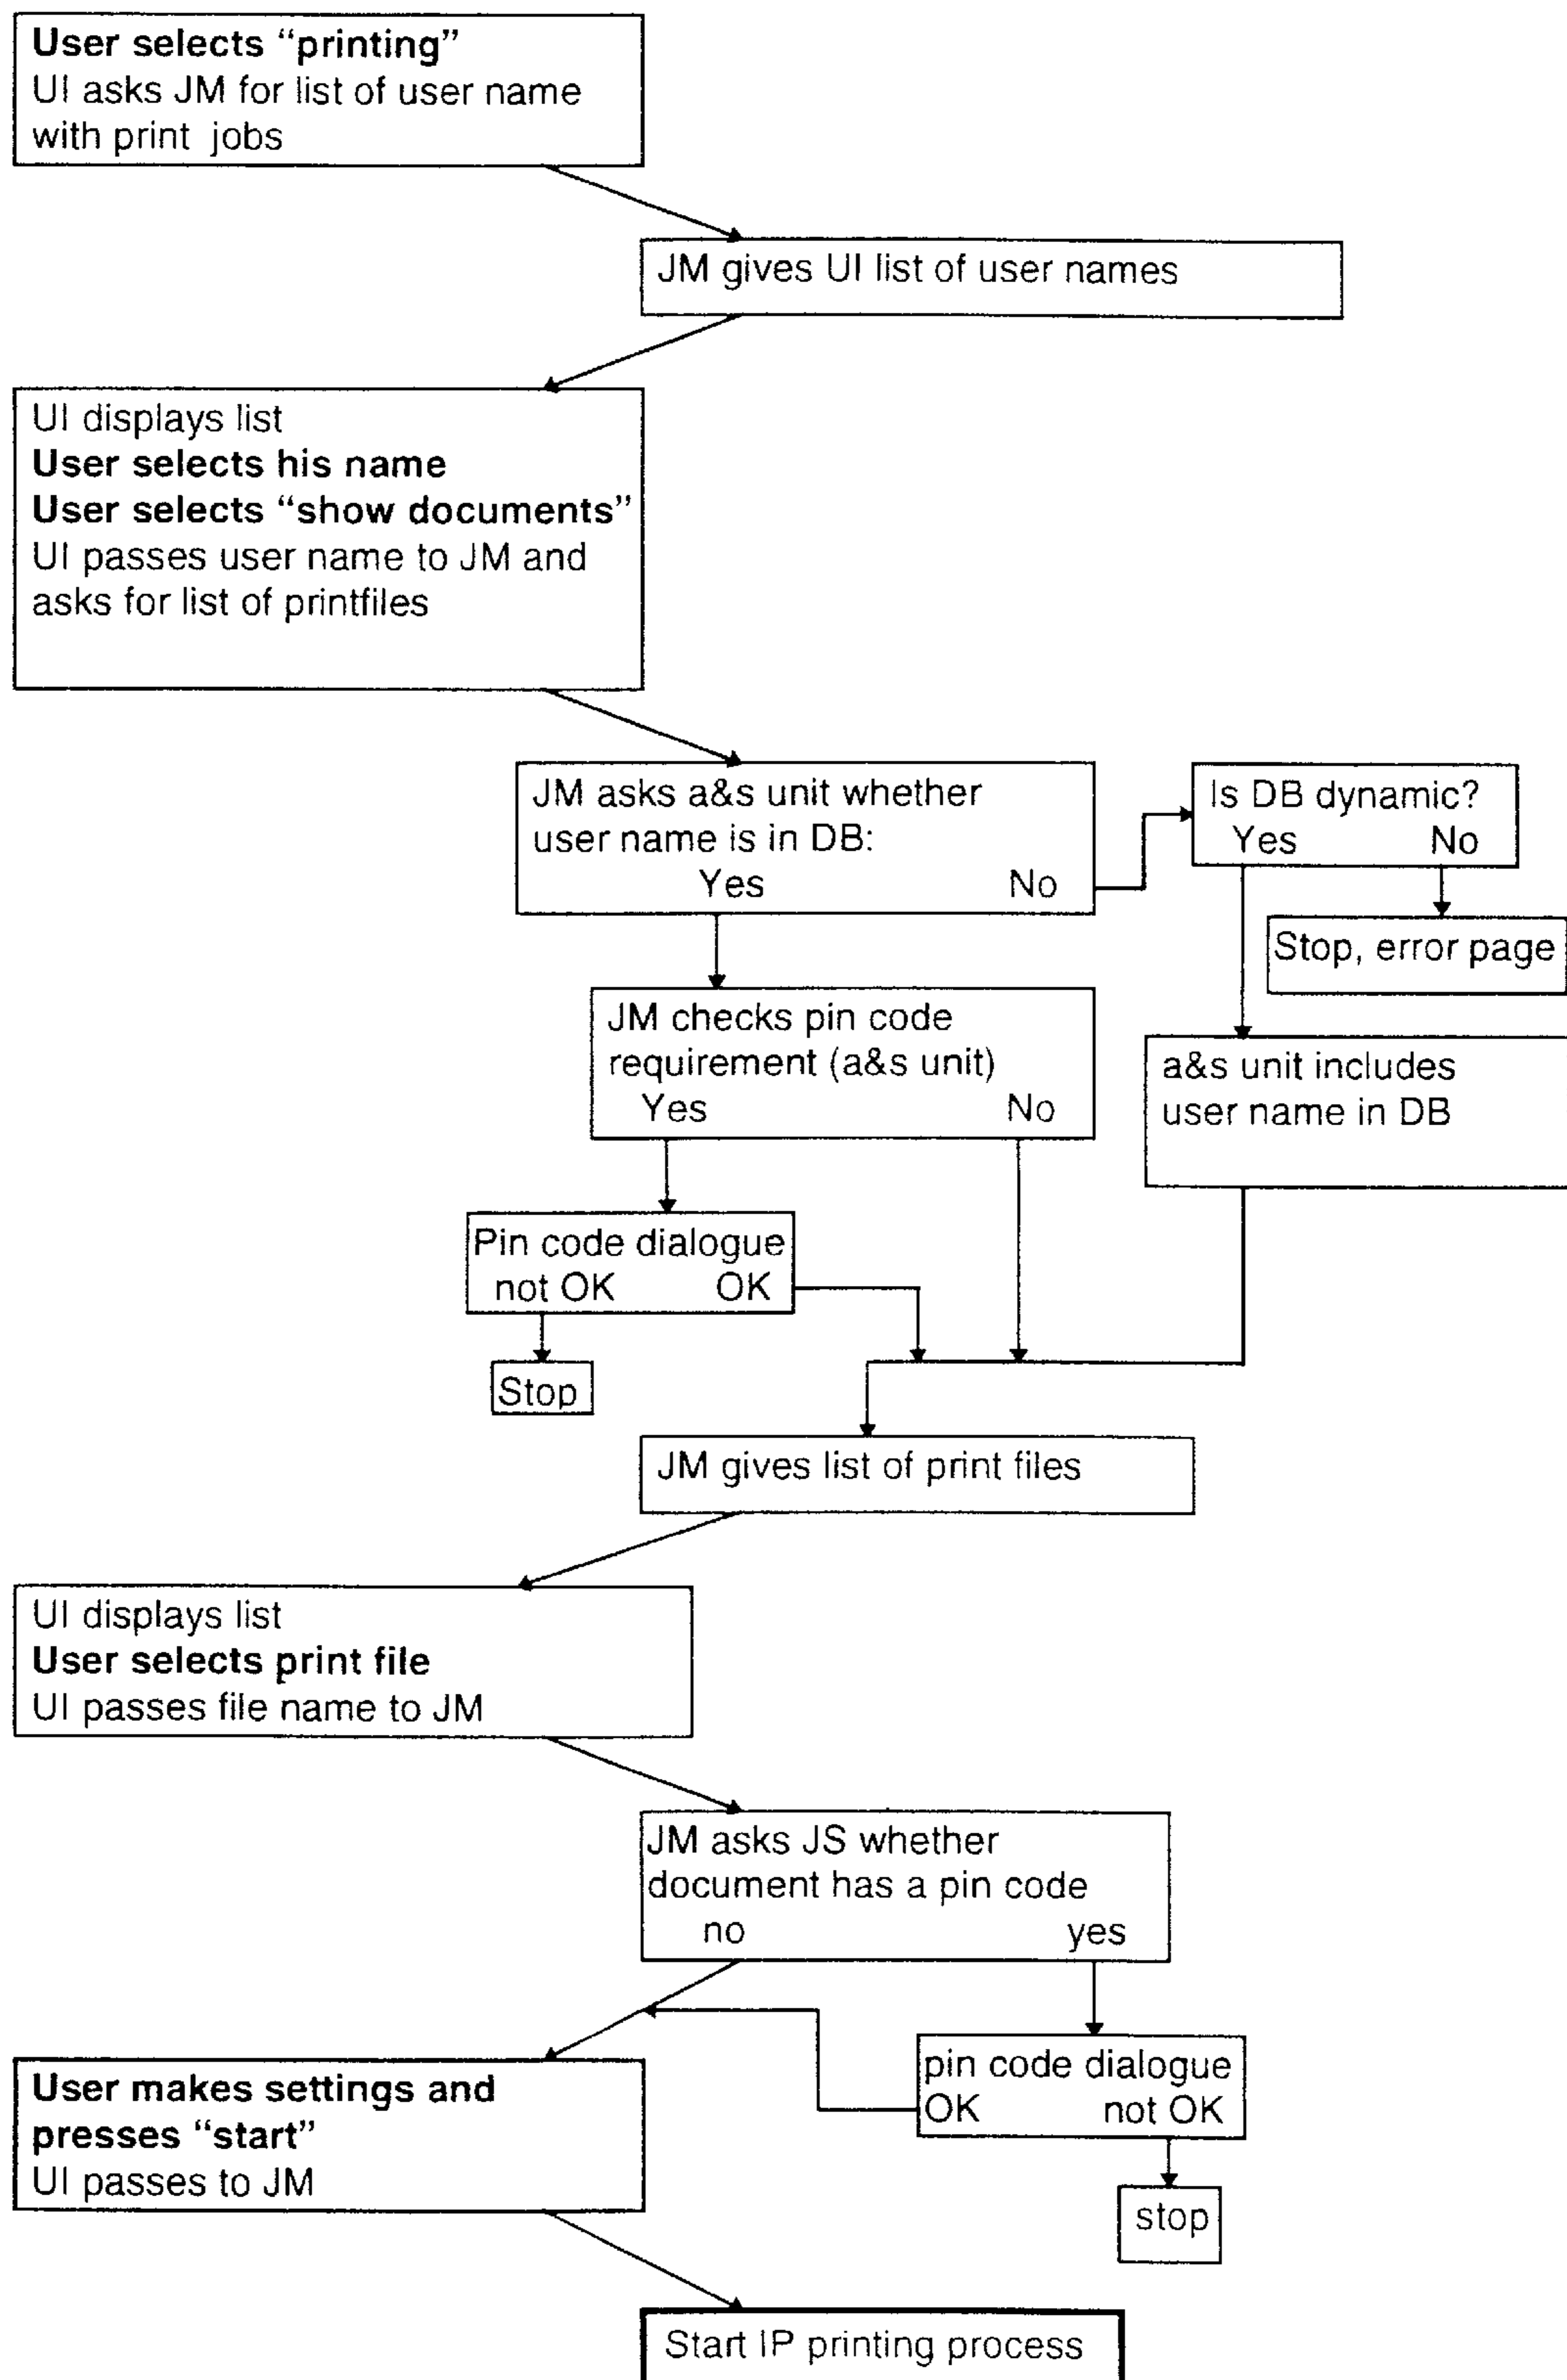 User selects “printing”
UI asks JM for list of user name
with print jobs
JM gives UI list of user names
UI displays list
User selects his name
User selects “show documents”
UI passes user name to JM and
asks for list of printfiles
JM asks a&s unit whether
user name is in DB:
Yes No
Is DB dynamic?
Yes No
Stop, error page
JM checks pin code
requirement (a&s unit)
Yes No
a&s unit includes
user name in DB
Pin code dialogue
not OK OK
Stop
JM gives list of print files
UI displays list
User selects print file
UI passes file name to JM
JM asks JS whether
document has a pin code
no yes
pin code dialogue
OK not OK
User makes settings and
presses “start”
UI passes to JM
stop
Start IP printing process